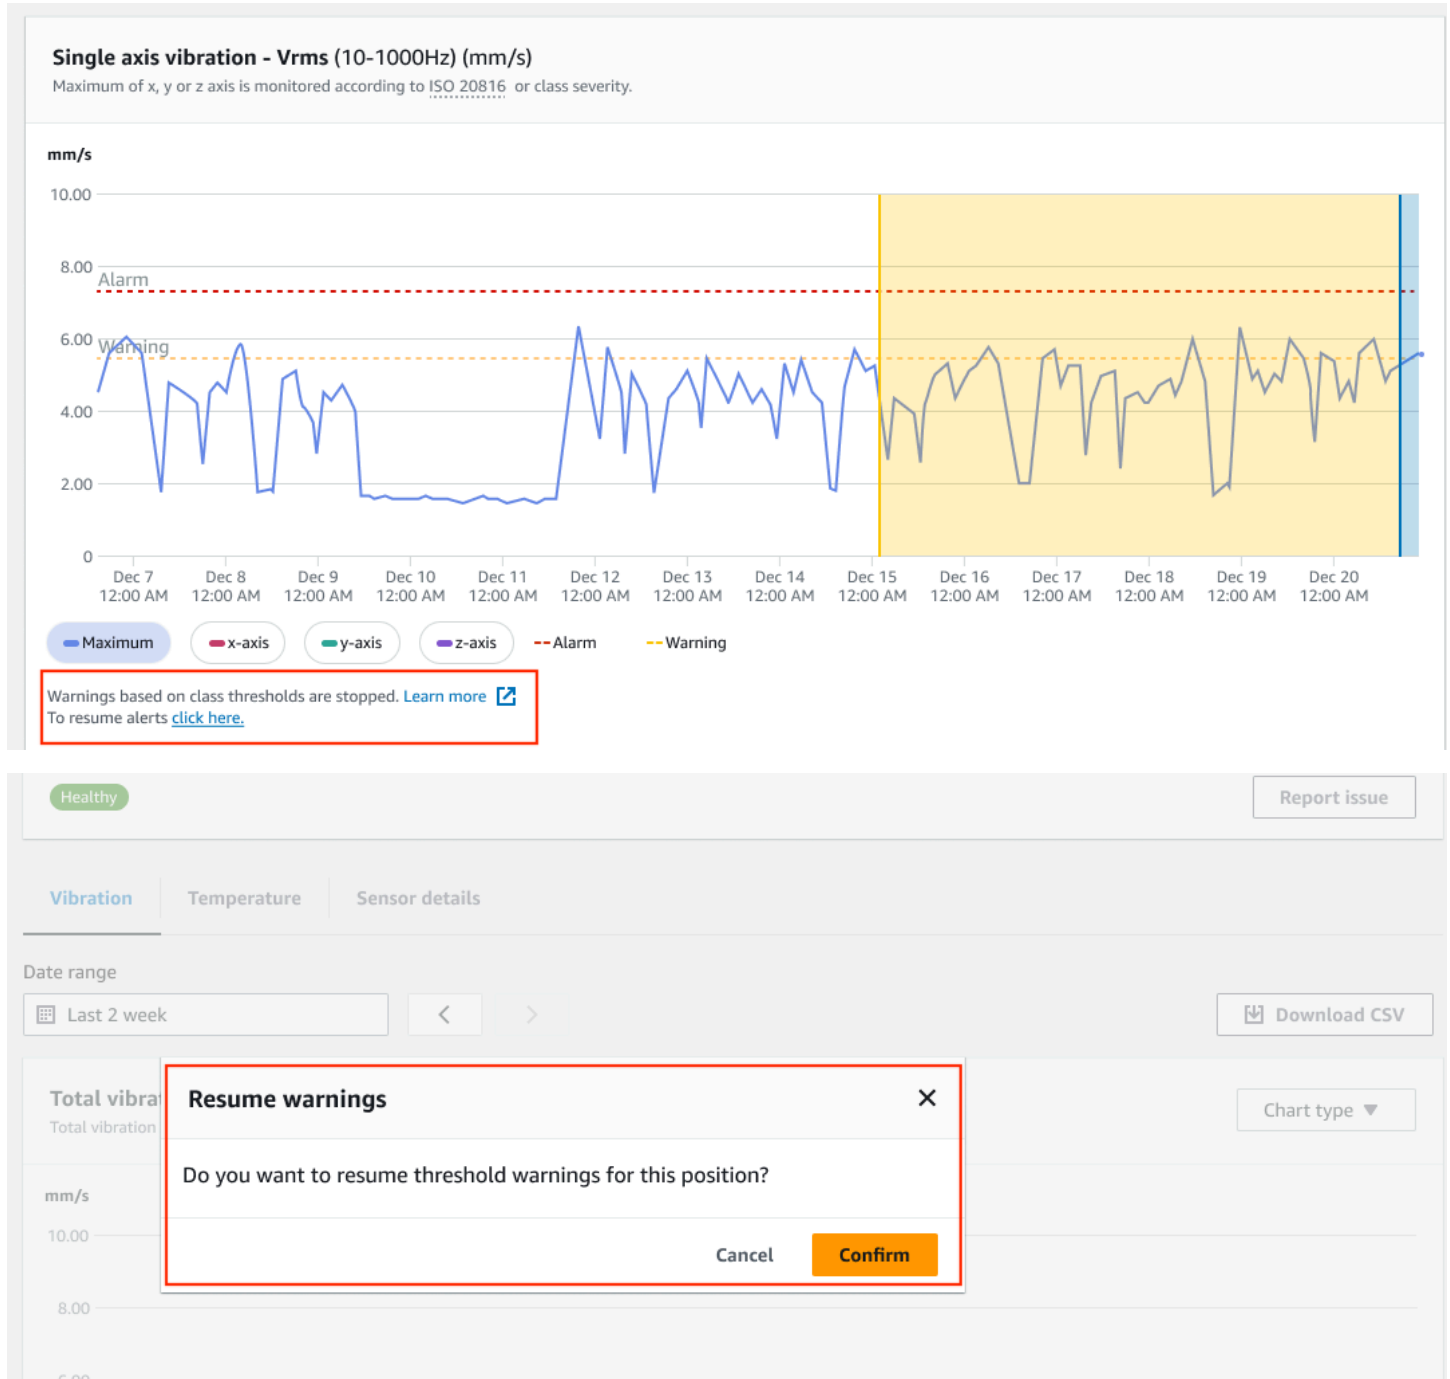 Single axis vibration - Vrms (10-1000Hz) (mm/s)
Maximum of x, y or z axis is monitored according to ISO 20816 or class severity.
mm/s
10.00
8.00
Alarm
6.00
Warning
4.00
2.00
0
Dec 7 Dec 8 Dec 9 Dec 10 Dec 11 Dec 12 Dec 13 Dec 14 Dec 15 Dec 16 Dec 17 Dec 18 Dec 19 Dec 20
12:00 AM 12:00 AM 12:00 AM 12:00 AM 12:00 AM 12:00 AM 12:00 AM 12:00 AM 12:00 AM 12:00 AM 12:00 AM 12:00 AM 12:00 AM 12:00 AM
Maximum x-axis y-axis z-axis Alarm Warning
Warnings based on class thresholds are stopped. Learn more
To resume alerts click here.
Healthy Report issue
Vibration Temperature Sensor details
Date range
Last 2 week Download CSV
Total vibra
Total vibration
Resume warnings
Chart type
Do you want to resume threshold warnings for this position?
mm/s
10.00
Cancel Confirm
8.00
6.00